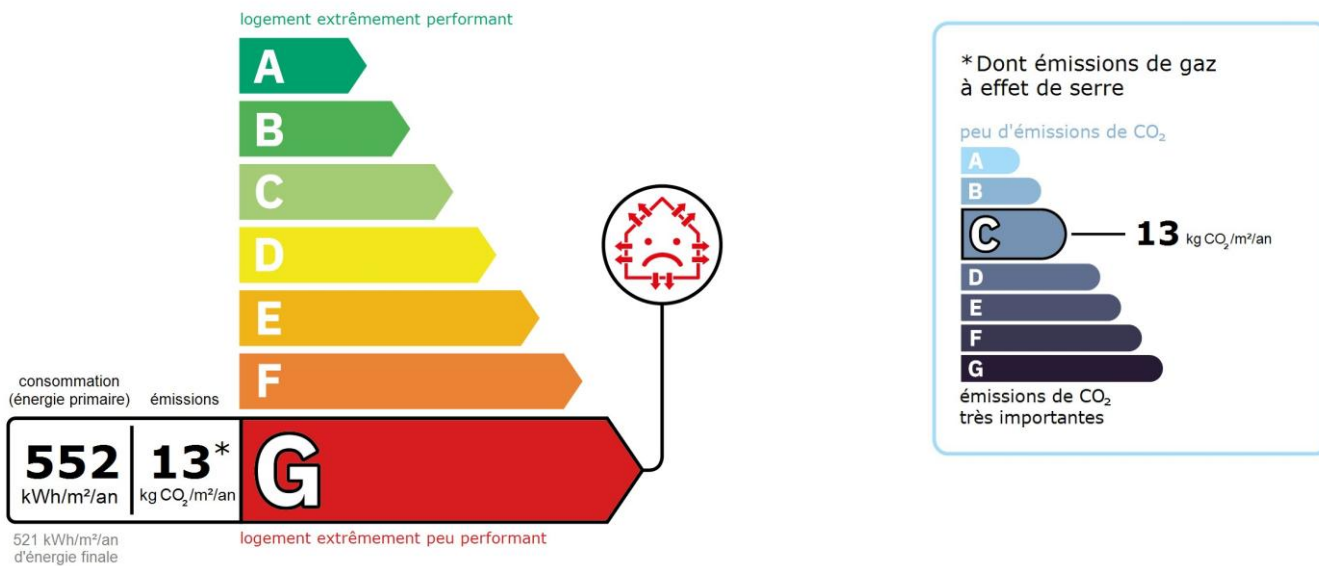 logement extrêmement performant
A
B
C
D
E
F
consommation
(énergie primaire)
émissions
552
kWh/m²/an
13*
kg CO₂/m²/an
G
521 kWh/m²/an
d'énergie finale
logement extrêmement peu performant
*Dont émissions de gaz
à effet de serre
peu d'émissions de CO₂
A
B
C
13 kg CO₂/m²/an
D
E
F
G
émissions de CO₂
très importantes